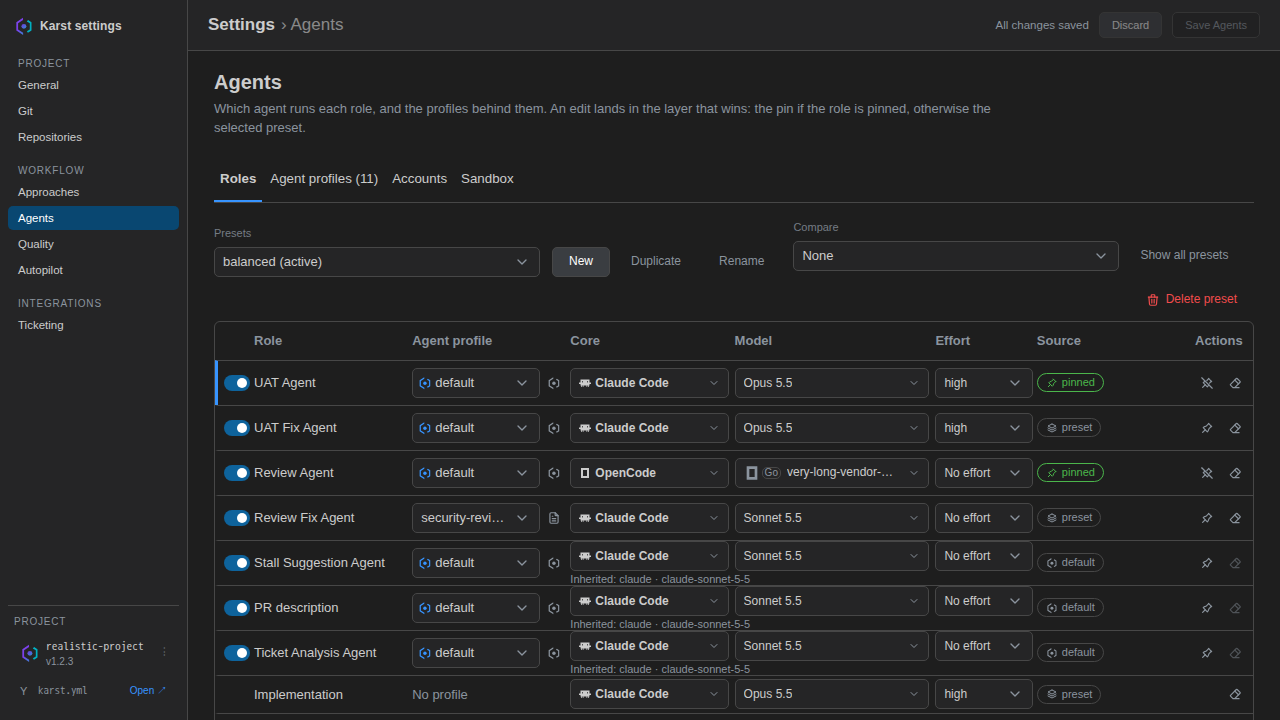 Karst settings
Settings › Agents
All changes saved
Discard
Save Agents
PROJECT
General
Git
Repositories
WORKFLOW
Approaches
Agents
Quality
Autopilot
INTEGRATIONS
Ticketing
PROJECT
realistic-project
v1.2.3
karst.yml
Open ↗
Agents
Which agent runs each role, and the profiles behind them. An edit lands in the layer that wins: the pin if the role is pinned, otherwise the
selected preset.
Roles Agent profiles (11) Accounts Sandbox
Presets
balanced (active)
New
Duplicate
Rename
Compare
None
Show all presets
Delete preset
Role Agent profile Core Model Effort Source Actions
UAT Agent default Claude Code Opus 5.5 high pinned
UAT Fix Agent default Claude Code Opus 5.5 high preset
Review Agent default OpenCode Go very-long-vendor-… No effort pinned
Review Fix Agent security-revi… Claude Code Sonnet 5.5 No effort preset
Stall Suggestion Agent default Claude Code Sonnet 5.5 No effort default
Inherited: claude · claude-sonnet-5-5
PR description default Claude Code Sonnet 5.5 No effort default
Inherited: claude · claude-sonnet-5-5
Ticket Analysis Agent default Claude Code Sonnet 5.5 No effort default
Inherited: claude · claude-sonnet-5-5
Implementation No profile Claude Code Opus 5.5 high preset